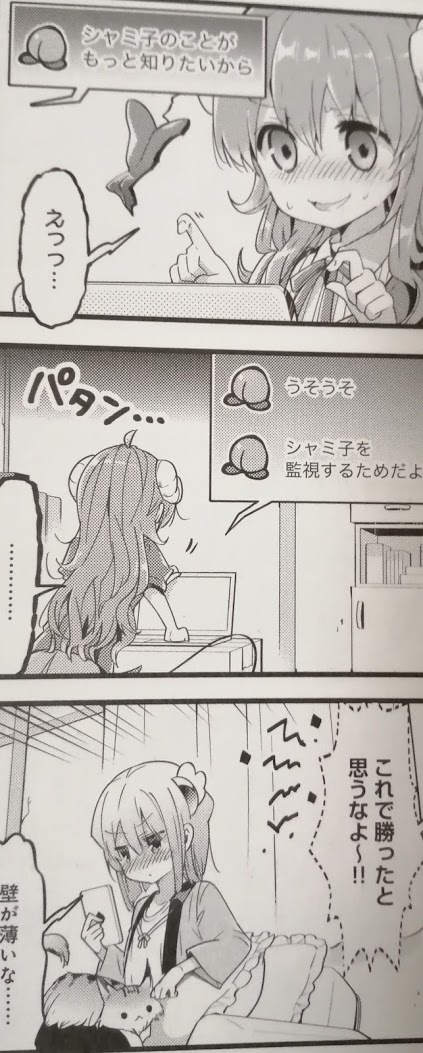 シャミ子のことが
もっと知りたいから
えっっ…
うそうそ
シャミ子を
監視するためだよ
パタン…
…………
これで勝ったと
思うなよ～!!
壁が薄いな……